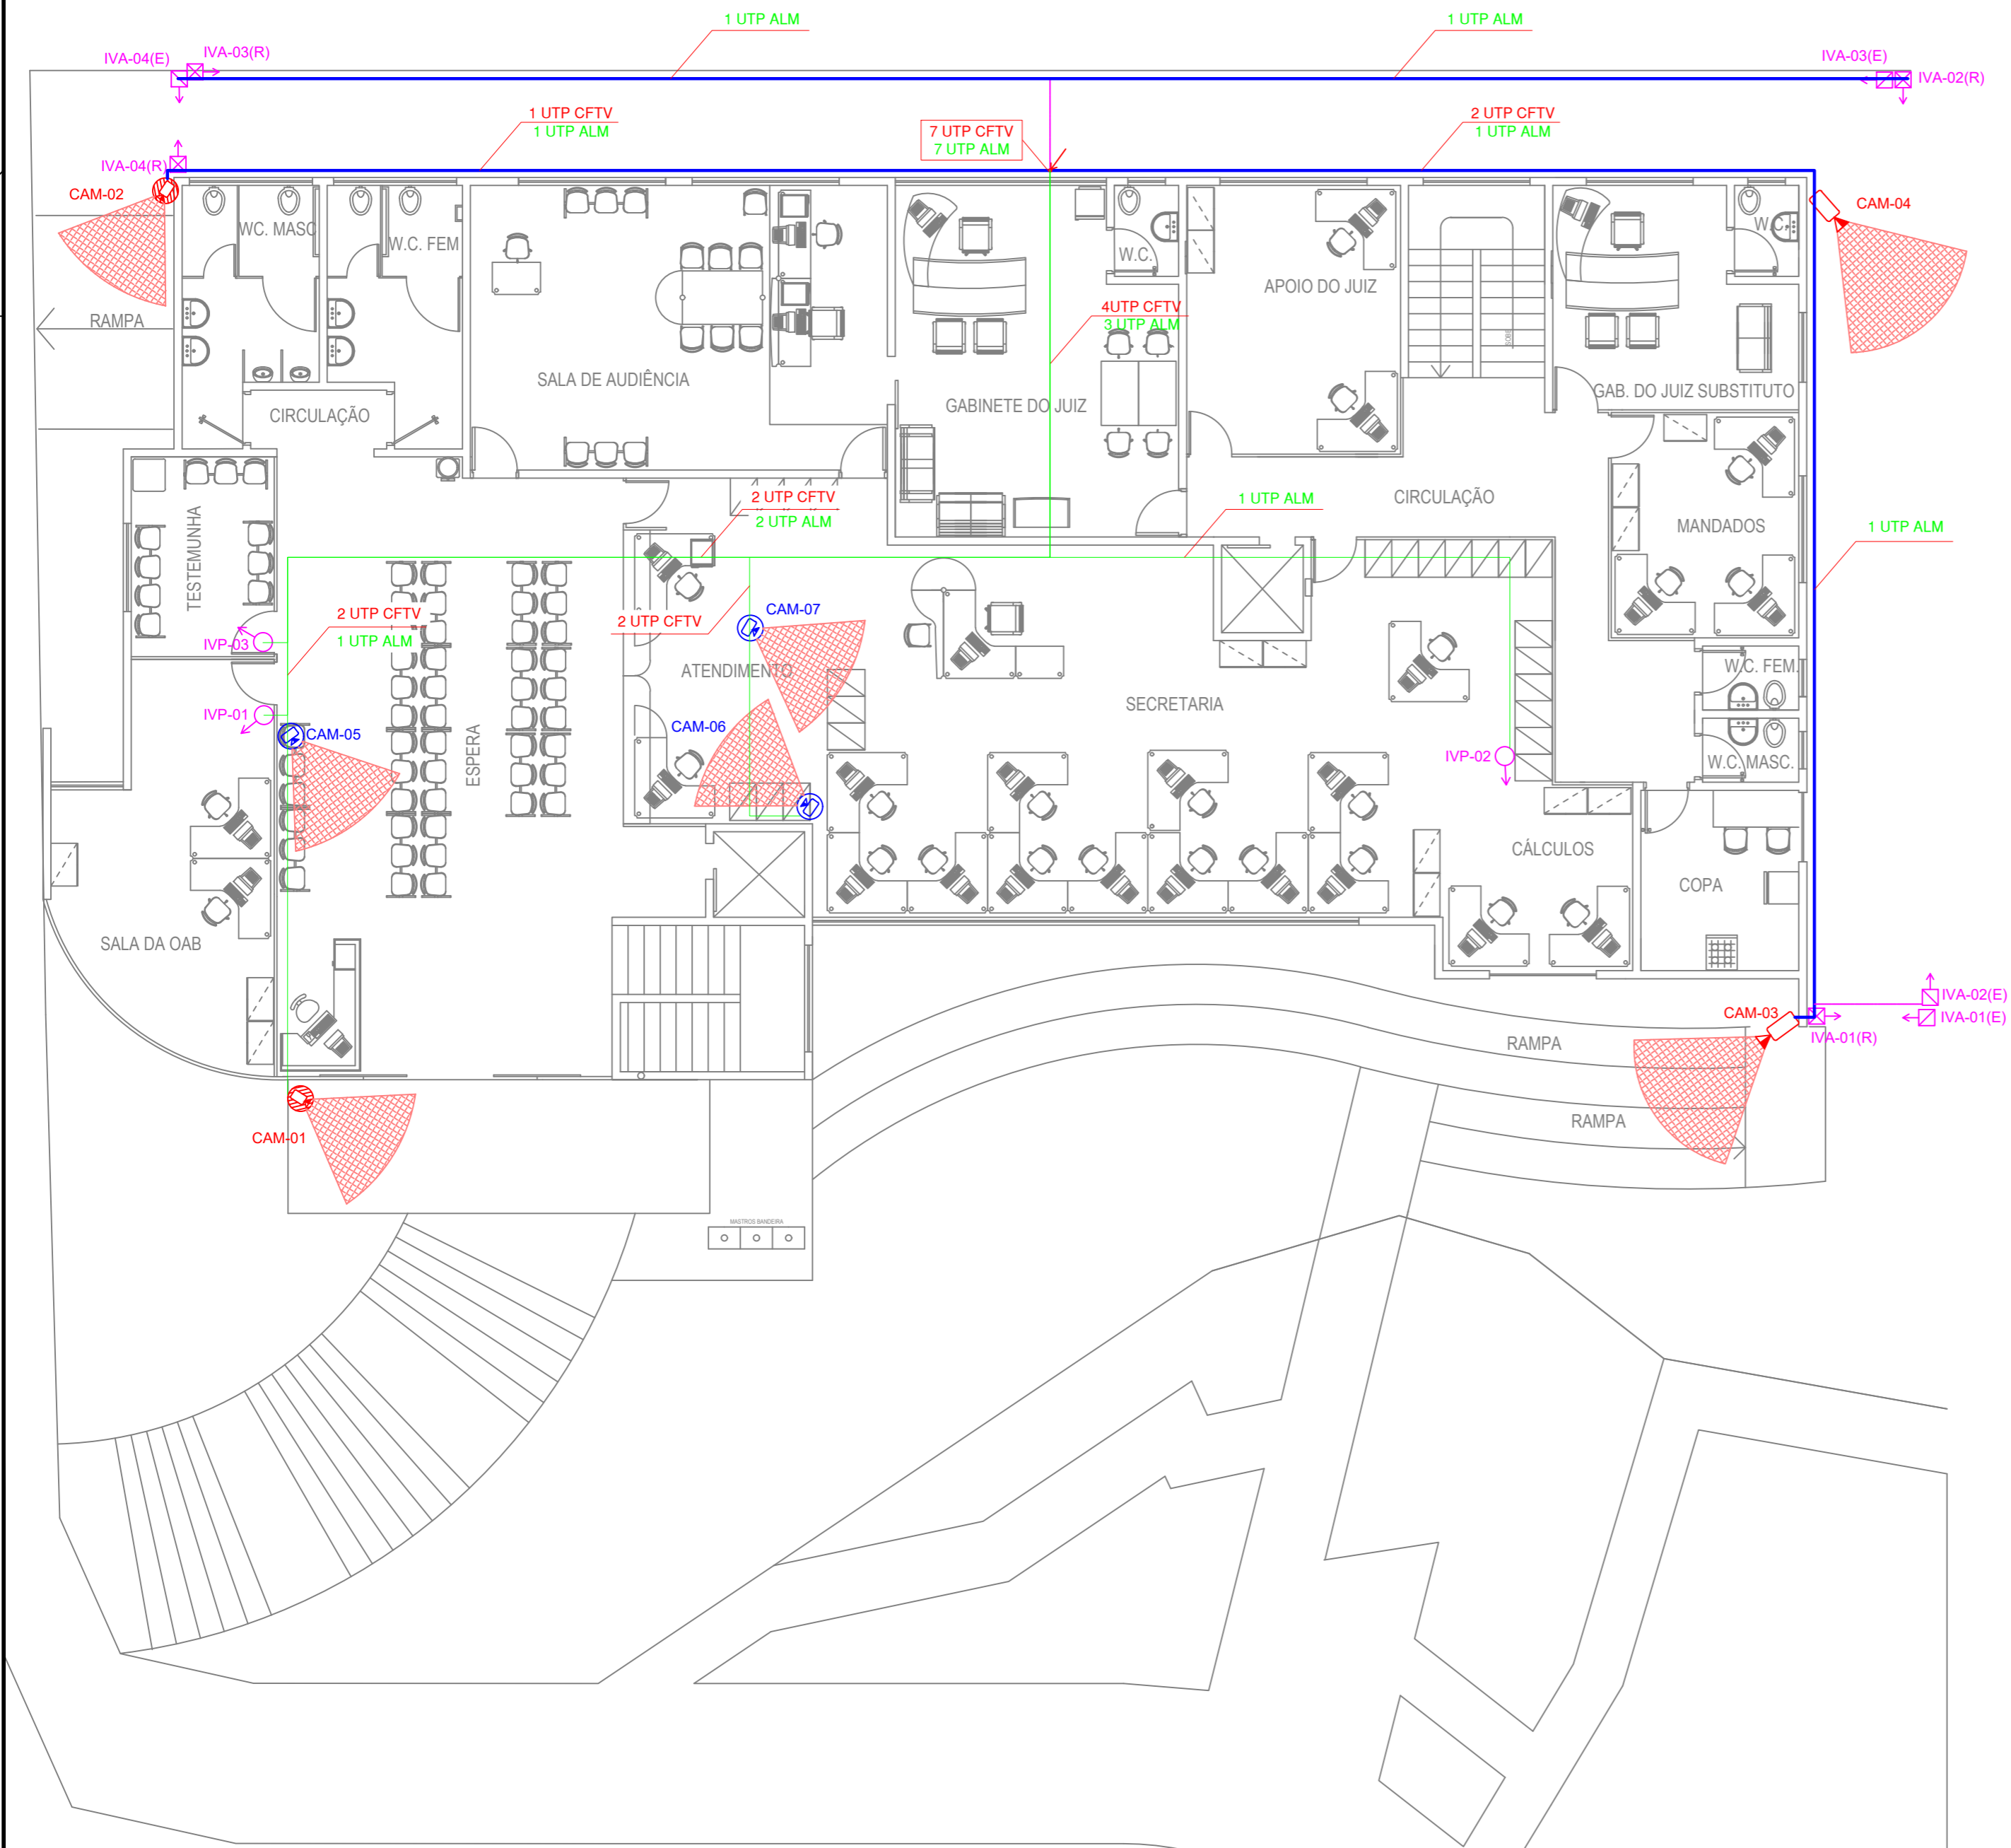 1 UTP ALM
1 UTP ALM
IVA-04(E)
IVA-03(R)
IVA-03(E)
IVA-02(R)
1 UTP CFTV
1 UTP ALM
7 UTP CFTV
7 UTP ALM
2 UTP CFTV
1 UTP ALM
IVA-04(R)
CAM-02
CAM-04
WC. MASC
W.C. FEM
W.C.
W.C.
RAMPA
APOIO DO JUIZ
SOBE
4UTP CFTV
3 UTP ALM
SALA DE AUDIÊNCIA
GABINETE DO JUIZ
GAB. DO JUIZ SUBSTITUTO
CIRCULAÇÃO
2 UTP CFTV
2 UTP ALM
1 UTP ALM
CIRCULAÇÃO
MANDADOS
1 UTP ALM
TESTEMUNHA
2 UTP CFTV
1 UTP ALM
2 UTP CFTV
CAM-07
IVP-03
ATENDIMENTO
W.C. FEM.
IVP-01
CAM-05
CAM-06
SECRETARIA
ESPERA
IVP-02
W.C. MASC.
CÁLCULOS
COPA
SALA DA OAB
IVA-02(E)
CAM-03
IVA-01(E)
IVA-01(R)
RAMPA
RAMPA
CAM-01
MASTROS BANDEIRA